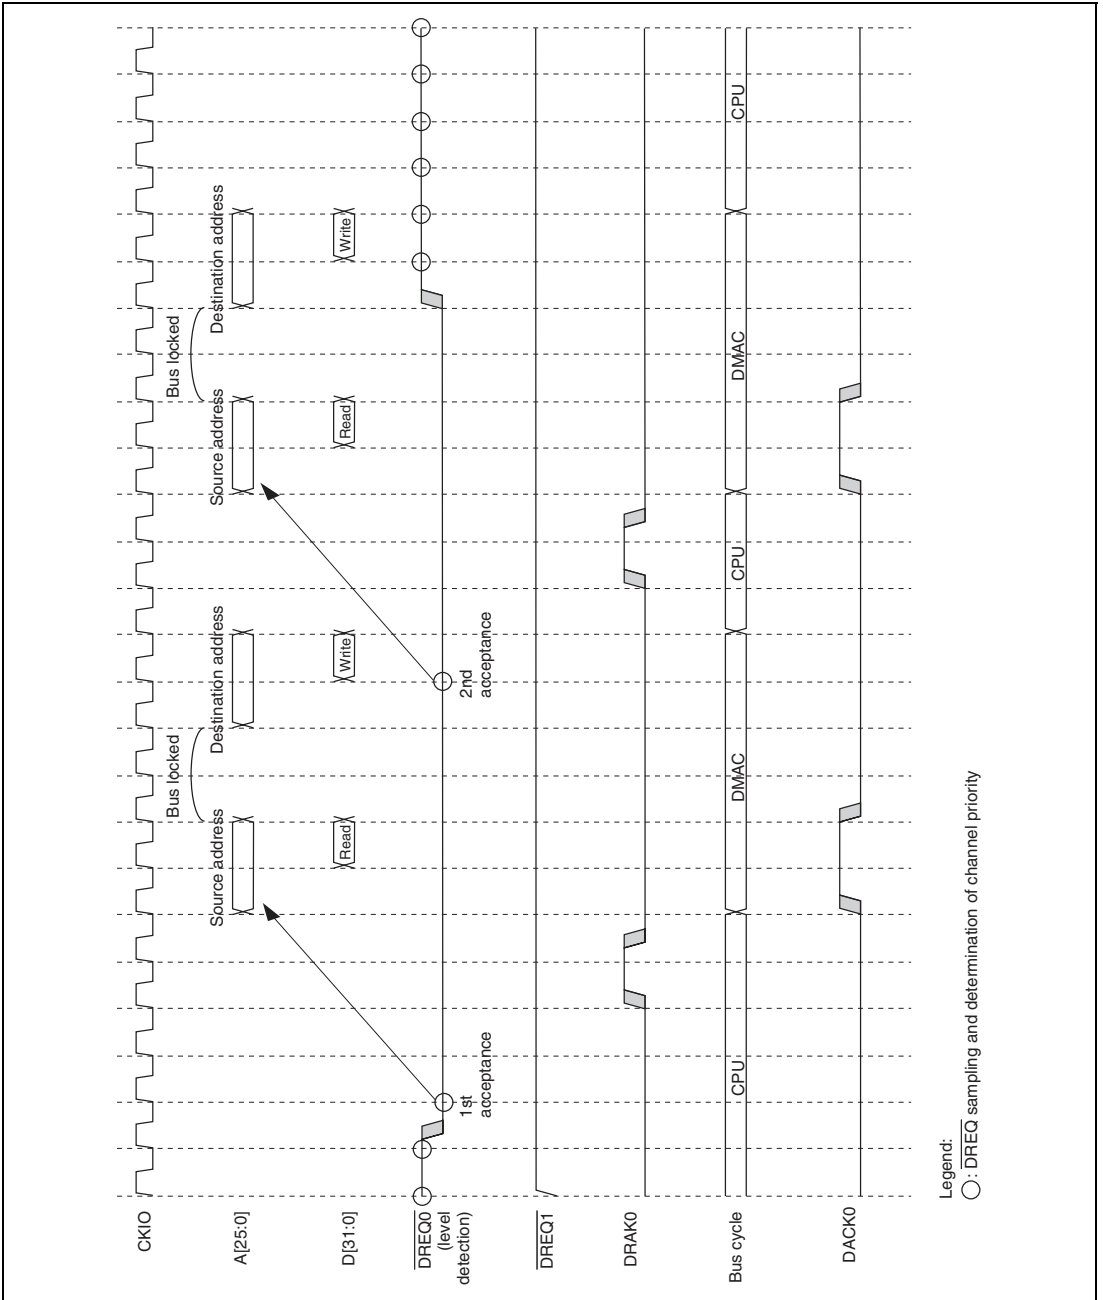 CKIO
A[25:0]
D[31:0]
DREQ0
(level
detection)
DREQ1
DRAK0
Bus cycle
DACK0
Source address
Bus locked
Destination address
Source address
Bus locked
Destination address
Read
Write
Read
Write
1st
acceptance
2nd
acceptance
CPU
DMAC
CPU
DMAC
CPU
Legend:
: DREQ sampling and determination of channel priority